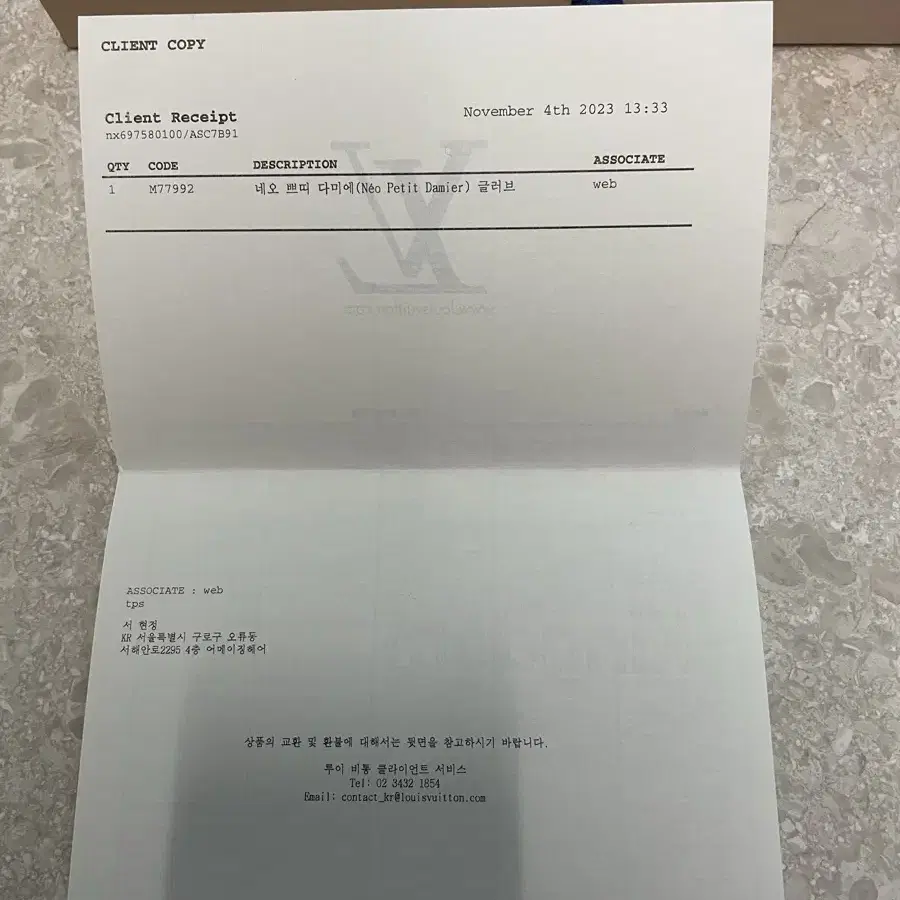 CLIENT COPY
Client Receipt
November 4th 2023 13:33
nx697580100/ASC7B91
QTY CODE DESCRIPTION ASSOCIATE
1 M77992 네오 쁘띠 다미에(Néo Petit Damier) 글러브 web
LV
www.louisvuitton.com
ASSOCIATE : web
tps
서 현정
KR 서울특별시 구로구 오류동
서해안로2295 4층 어메이징헤어
상품의 교환 및 환불에 대해서는 뒷면을 참고하시기 바랍니다.
루이 비통 클라이언트 서비스
Tel: 02 3432 1854
Email: contact_kr@louisvuitton.com